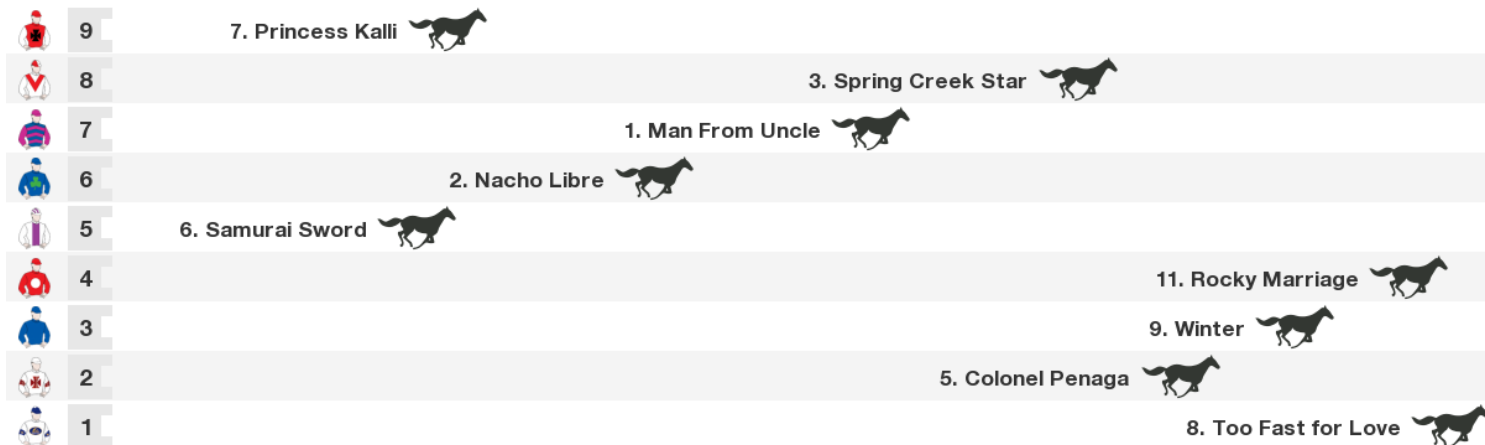 9 7. Princess Kalli
8 3. Spring Creek Star
7 1. Man From Uncle
6 2. Nacho Libre
5 6. Samurai Sword
4 11. Rocky Marriage
3 9. Winter
2 5. Colonel Penaga
1 8. Too Fast for Love